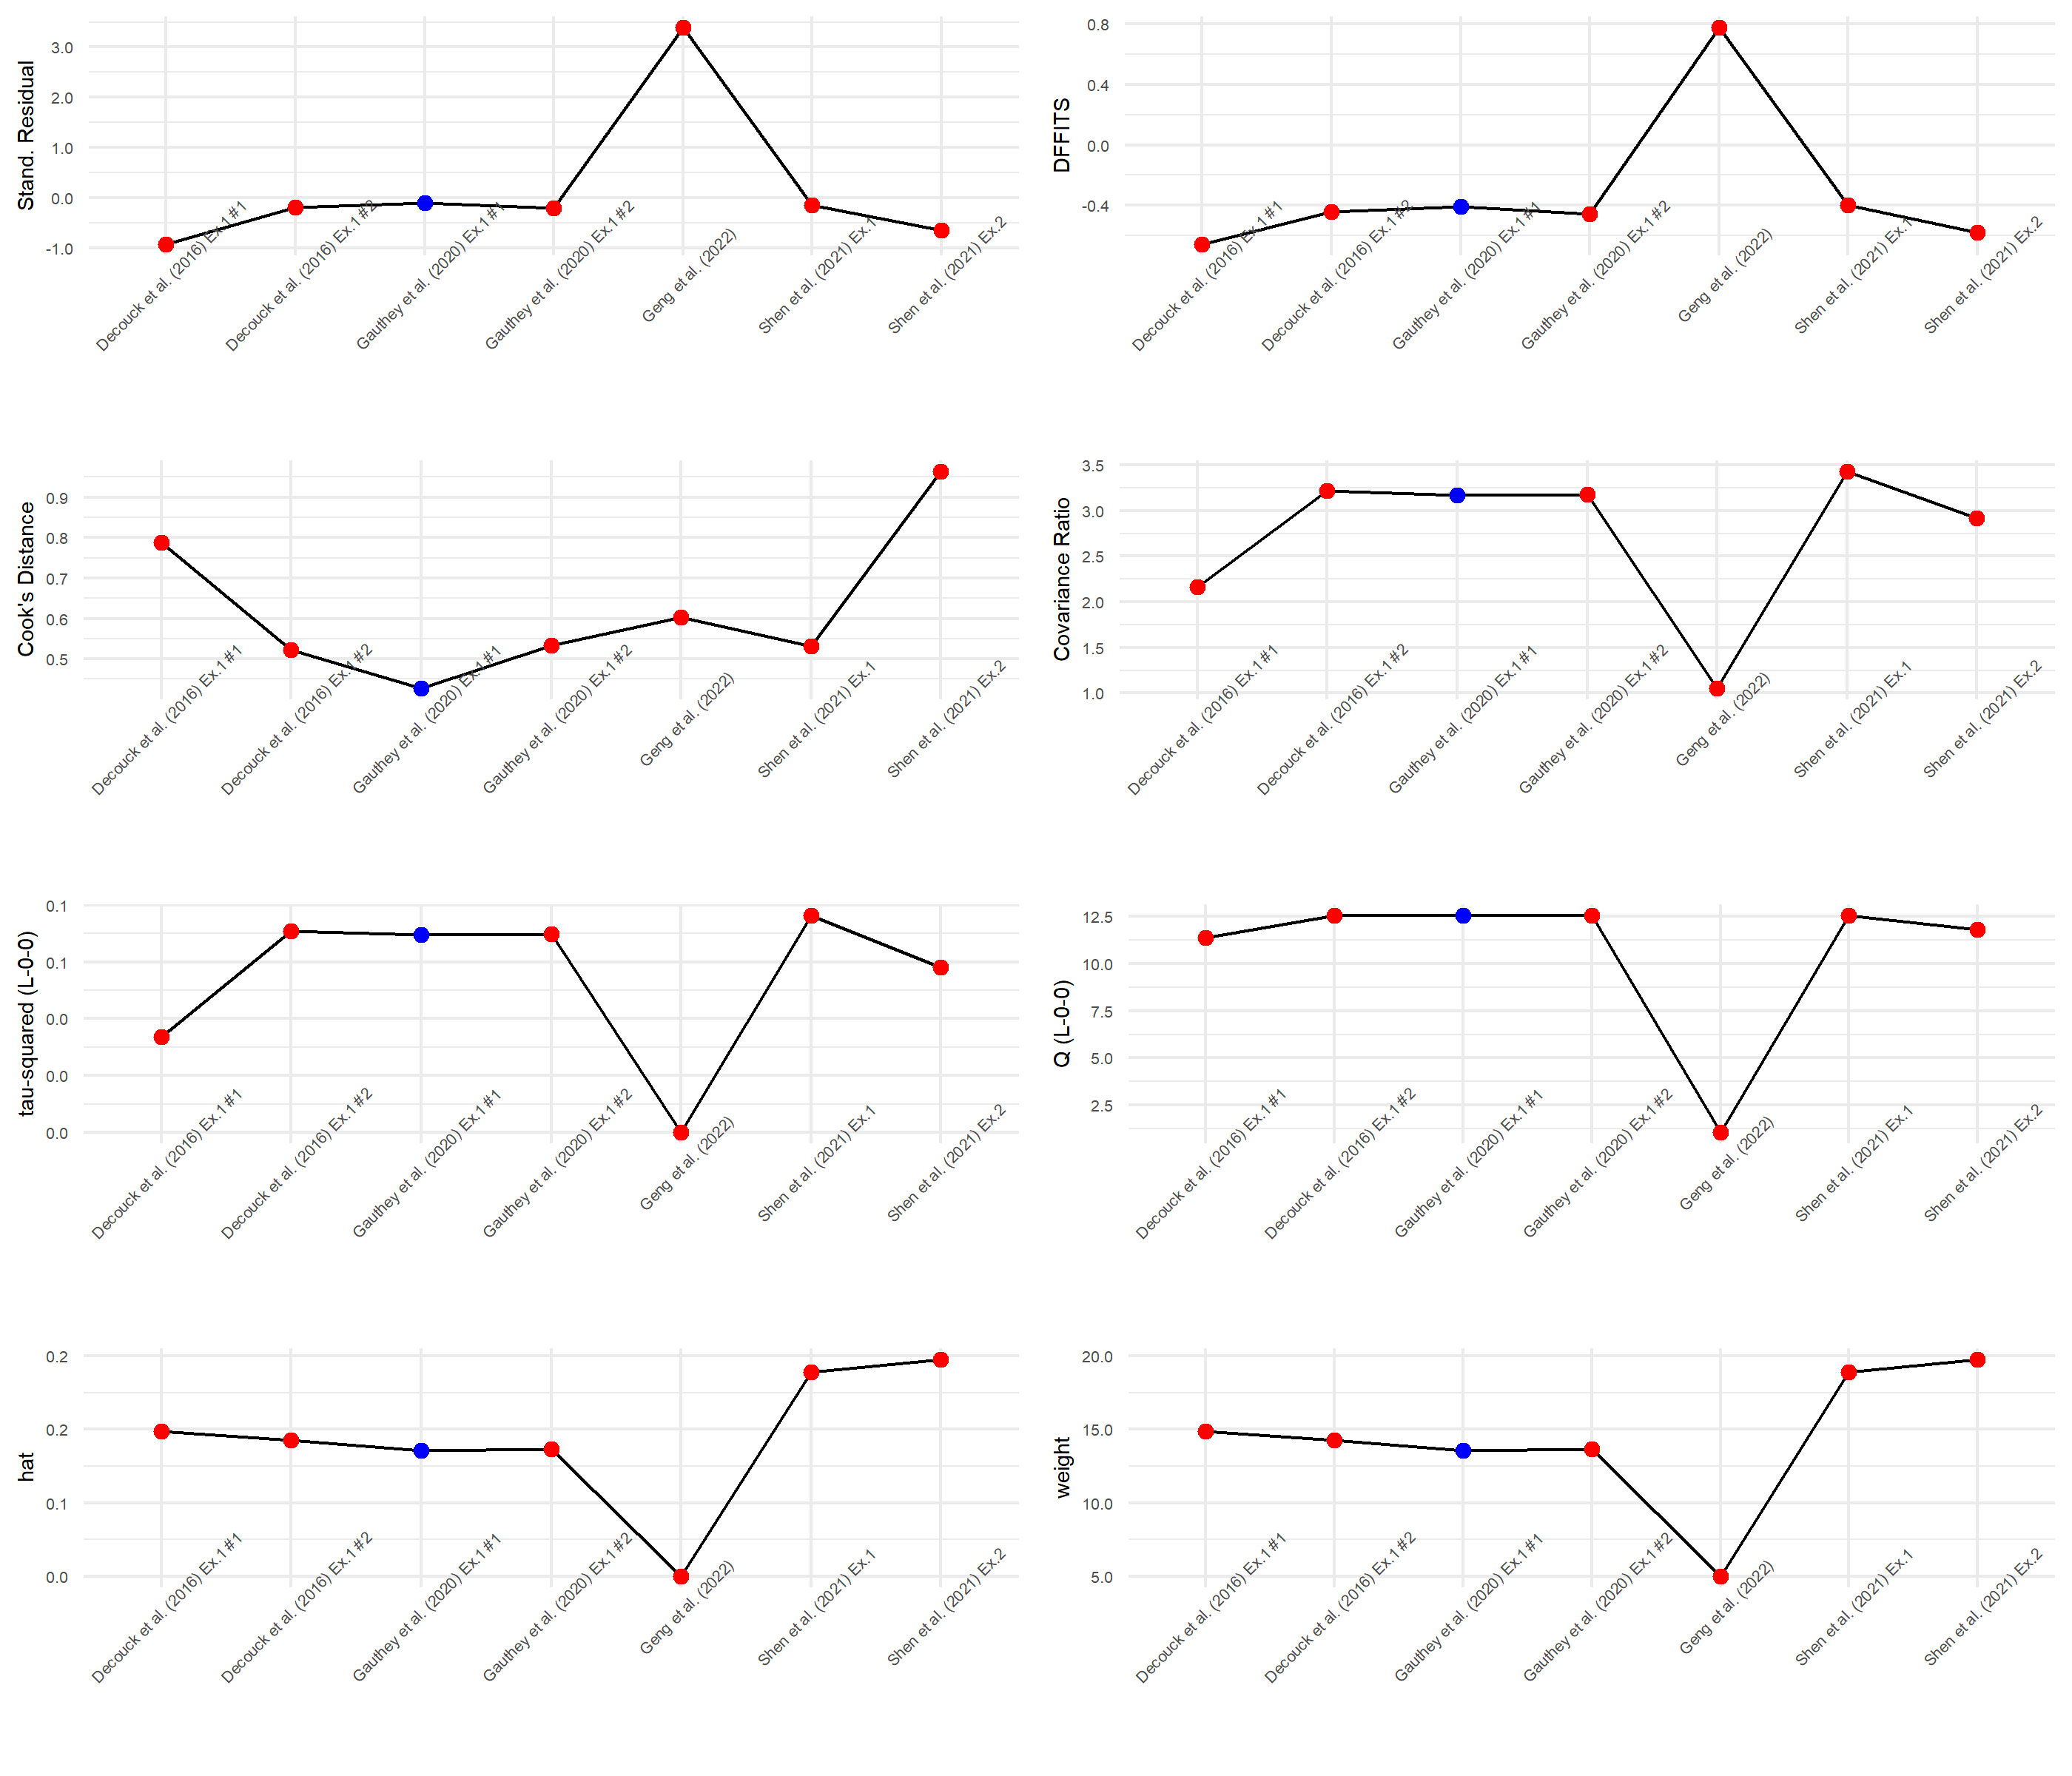 Stand. Residual
3.0
2.0
1.0
0.0
-1.0
Decouck et al. (2016) Ex.1#1
Decouck et al. (2016) Ex.1#2
Gauthey et al. (2020) Ex.1#1
Gauthey et al. (2020) Ex.1#2
Geng et al. (2022)
Shen et al. (2021) Ex.1
Shen et al. (2021) Ex.2
DFFITS
0.8
0.4
0.0
-0.4
Decouck et al. (2016) Ex.1#1
Decouck et al. (2016) Ex.1#2
Gauthey et al. (2020) Ex.1#1
Gauthey et al. (2020) Ex.1#2
Geng et al. (2022)
Shen et al. (2021) Ex.1
Shen et al. (2021) Ex.2
Cook's Distance
0.9
0.8
0.7
0.6
0.5
Decouck et al. (2016) Ex.1#1
Decouck et al. (2016) Ex.1#2
Gauthey et al. (2020) Ex.1#1
Gauthey et al. (2020) Ex.1#2
Geng et al. (2022)
Shen et al. (2021) Ex.1
Shen et al. (2021) Ex.2
Covariance Ratio
3.5
3.0
2.5
2.0
1.5
1.0
Decouck et al. (2016) Ex.1#1
Decouck et al. (2016) Ex.1#2
Gauthey et al. (2020) Ex.1#1
Gauthey et al. (2020) Ex.1#2
Geng et al. (2022)
Shen et al. (2021) Ex.1
Shen et al. (2021) Ex.2
tau-squared (L-0-0)
0.1
0.1
0.0
0.0
0.0
Decouck et al. (2016) Ex.1#1
Decouck et al. (2016) Ex.1#2
Gauthey et al. (2020) Ex.1#1
Gauthey et al. (2020) Ex.1#2
Geng et al. (2022)
Shen et al. (2021) Ex.1
Shen et al. (2021) Ex.2
Q (L-0-0)
12.5
10.0
7.5
5.0
2.5
Decouck et al. (2016) Ex.1#1
Decouck et al. (2016) Ex.1#2
Gauthey et al. (2020) Ex.1#1
Gauthey et al. (2020) Ex.1#2
Geng et al. (2022)
Shen et al. (2021) Ex.1
Shen et al. (2021) Ex.2
hat
0.2
0.2
0.1
0.0
Decouck et al. (2016) Ex.1#1
Decouck et al. (2016) Ex.1#2
Gauthey et al. (2020) Ex.1#1
Gauthey et al. (2020) Ex.1#2
Geng et al. (2022)
Shen et al. (2021) Ex.1
Shen et al. (2021) Ex.2
weight
20.0
15.0
10.0
5.0
Decouck et al. (2016) Ex.1#1
Decouck et al. (2016) Ex.1#2
Gauthey et al. (2020) Ex.1#1
Gauthey et al. (2020) Ex.1#2
Geng et al. (2022)
Shen et al. (2021) Ex.1
Shen et al. (2021) Ex.2